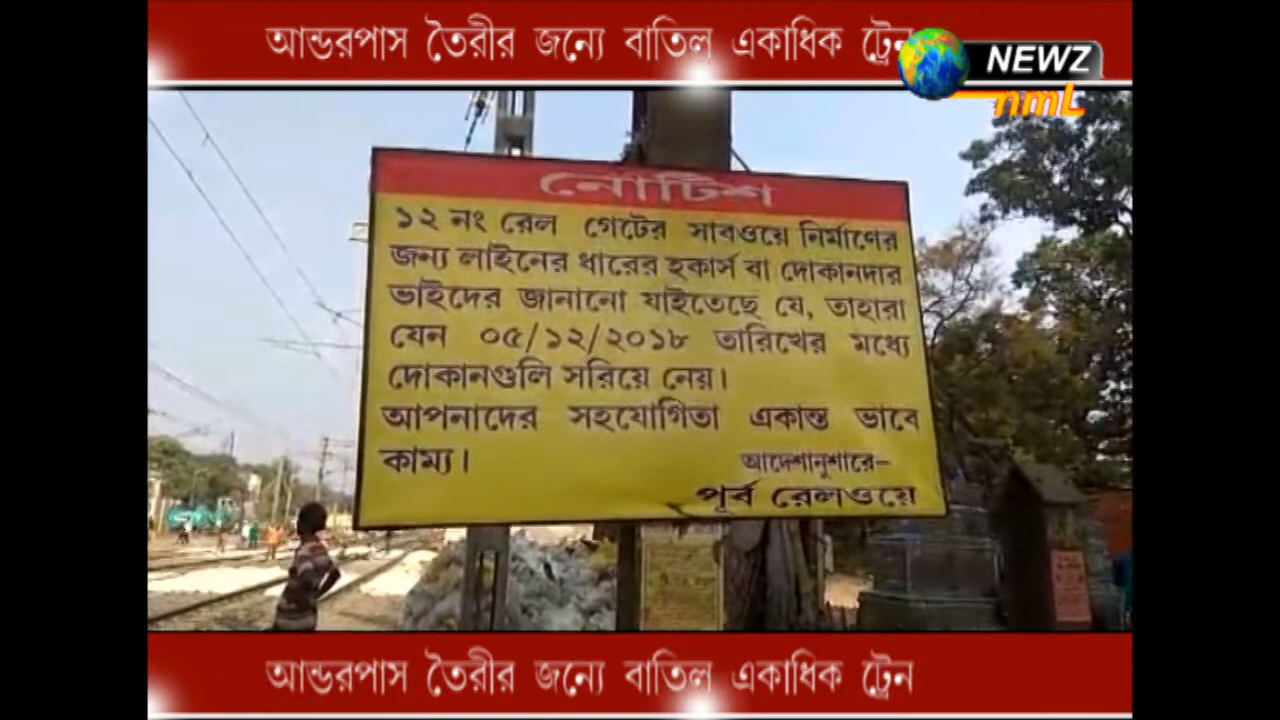 আন্ডরপাস তৈরীর জন্যে বাতিল একাধিক ট্রেন
NEWZ
nmL
নোটিশ
১২ নং রেল গেটের সাবওয়ে নির্মাণের
জন্য লাইনের ধারের হকার্স বা দোকানদার
ভাইদের জানানো যাইতেছে যে, তাহারা
যেন ০৫/১২/২০১৮ তারিখের মধ্যে
দোকানগুলি সরিয়ে নেয়।
আপনাদের সহযোগিতা একান্ত ভাবে
কাম্য।
আদেশানুশারে–
পূর্ব রেলওয়ে
আন্ডরপাস তৈরীর জন্যে বাতিল একাধিক ট্রেন